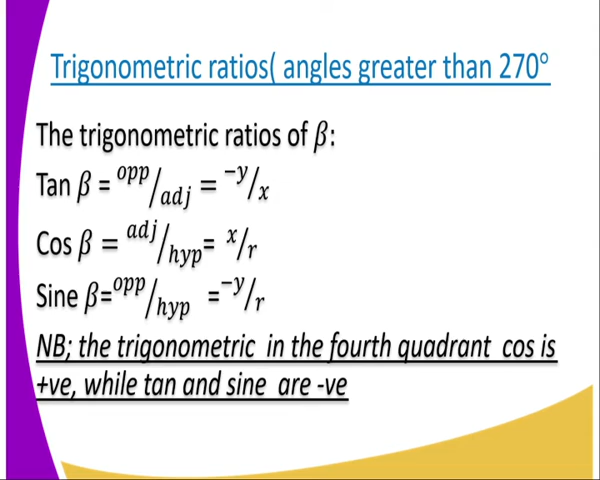 Trigonometric ratios( angles greater than 270°
The trigonometric ratios of β:
Tan β = opp/adj = −y/x
Cos β = adj/hyp= x/r
Sine β=opp/hyp =−y/r
NB; the trigonometric in the fourth quadrant cos is
+ve, while tan and sine are -ve